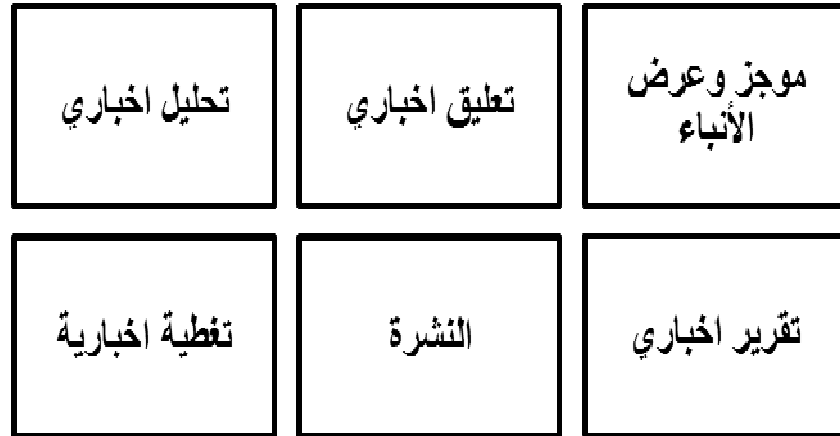 موجز وعرض
الأنباء
تعليق اخباري
تحليل اخباري
تقرير اخباري
النشرة
تغطية اخبارية